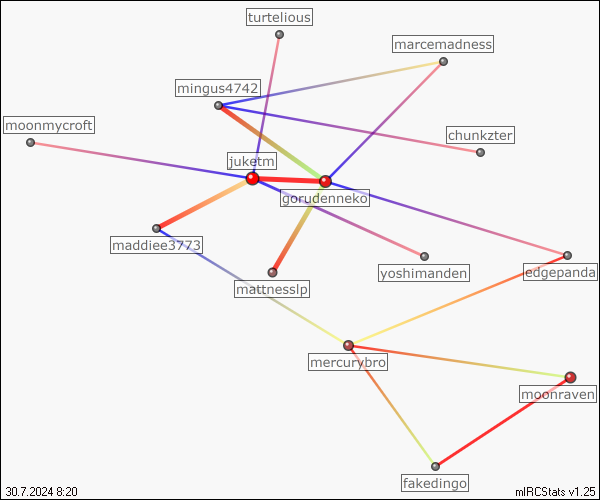 turtelious
marcemadness
mingus4742
moonmycroft
chunkzter
juketm
gorudenneko
maddiee3773
edgepanda
yoshimanden
mattnesslp
mercurybro
moonraven
fakedingo
30.7.2024 8:20
mIRCStats v1.25